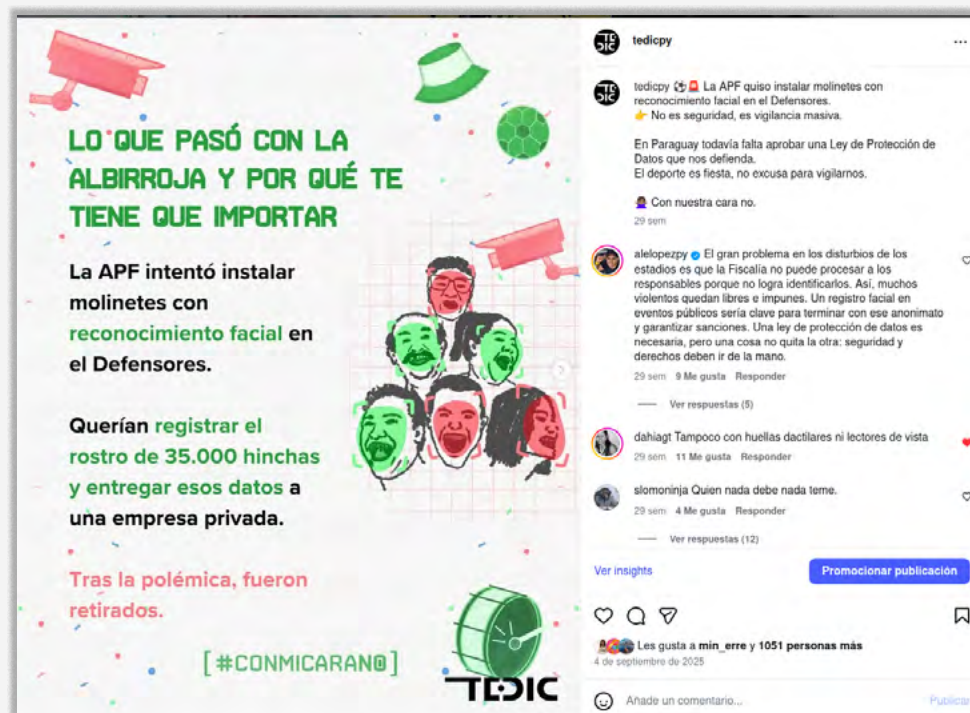 LO QUE PASÓ CON LA
ALBIRROJA Y POR QUÉ TE
TIENE QUE IMPORTAR
La APF intentó instalar
molinetes con
reconocimiento facial en
el Defensores.
Querían registrar el
rostro de 35.000 hinchas
y entregar esos datos a
una empresa privada.
Tras la polémica, fueron
retirados.
[#CONMICARANO]
TEDIC
TEDIC
tedicpy
...
TEDIC
tedicpy ⚽🚨 La APF quiso instalar molinetes con
reconocimiento facial en el Defensores.
👉 No es seguridad, es vigilancia masiva.
En Paraguay todavía falta aprobar una Ley de Protección de
Datos que nos defienda.
El deporte es fiesta, no excusa para vigilarnos.
🙅🏽‍♀️ Con nuestra cara no.
29 sem
alelopezpy El gran problema en los disturbios de los
estadios es que la Fiscalía no puede procesar a los
responsables porque no logra identificarlos. Así, muchos
violentos quedan libres e impunes. Un registro facial en
eventos públicos sería clave para terminar con ese anonimato
y garantizar sanciones. Una ley de protección de datos es
necesaria, pero una cosa no quita la otra: seguridad y
derechos deben ir de la mano.
29 sem 9 Me gusta Responder
Ver respuestas (5)
dahiagt Tampoco con huellas dactilares ni lectores de vista
29 sem 11 Me gusta Responder
slomoninja Quien nada debe nada teme.
29 sem 4 Me gusta Responder
Ver respuestas (12)
Ver insights
Promocionar publicación
Les gusta a min_erre y 1051 personas más
4 de septiembre de 2025
Añade un comentario...
Publicar